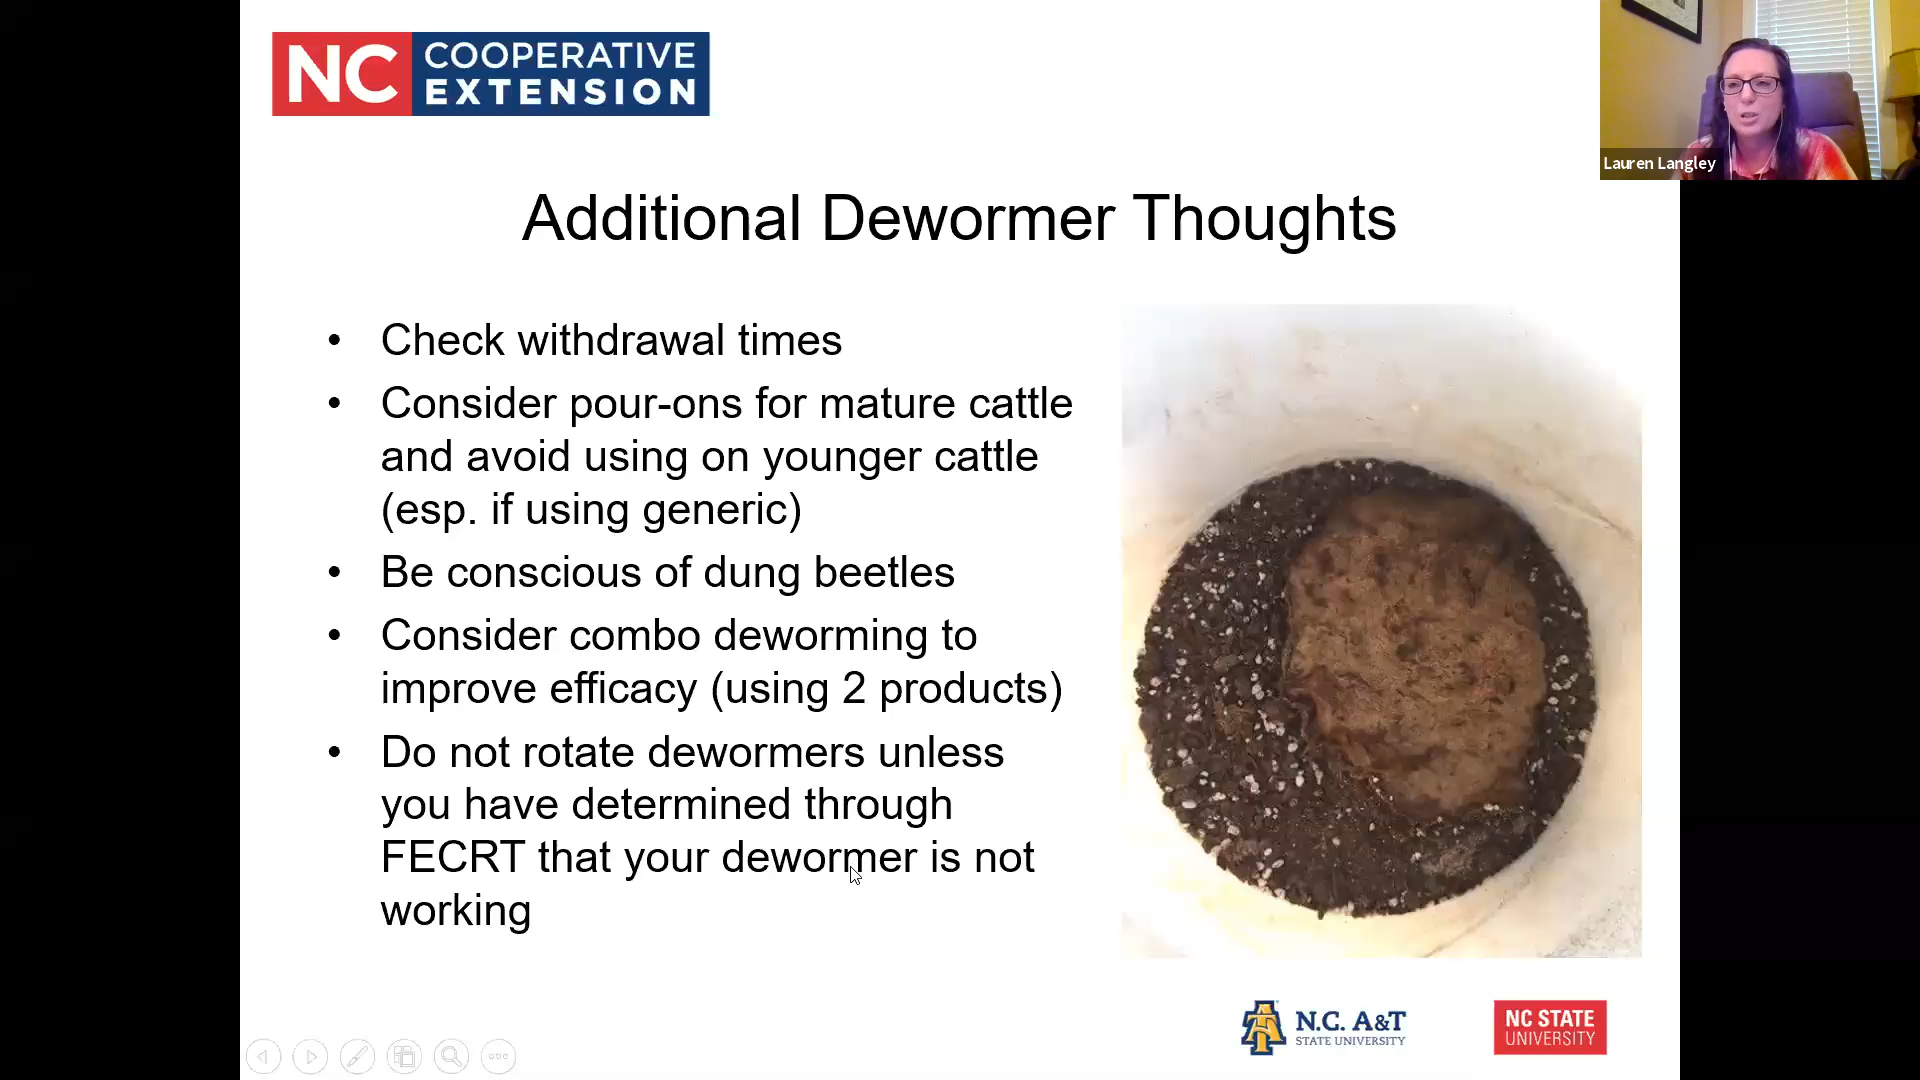 NC COOPERATIVE
EXTENSION
Lauren Langley
Additional Dewormer Thoughts
• Check withdrawal times
• Consider pour-ons for mature cattle
and avoid using on younger cattle
(esp. if using generic)
• Be conscious of dung beetles
• Consider combo deworming to
improve efficacy (using 2 products)
• Do not rotate dewormers unless
you have determined through
FECRT that your dewormer is not
working
N.C. A&T
STATE UNIVERSITY
NC STATE
UNIVERSITY